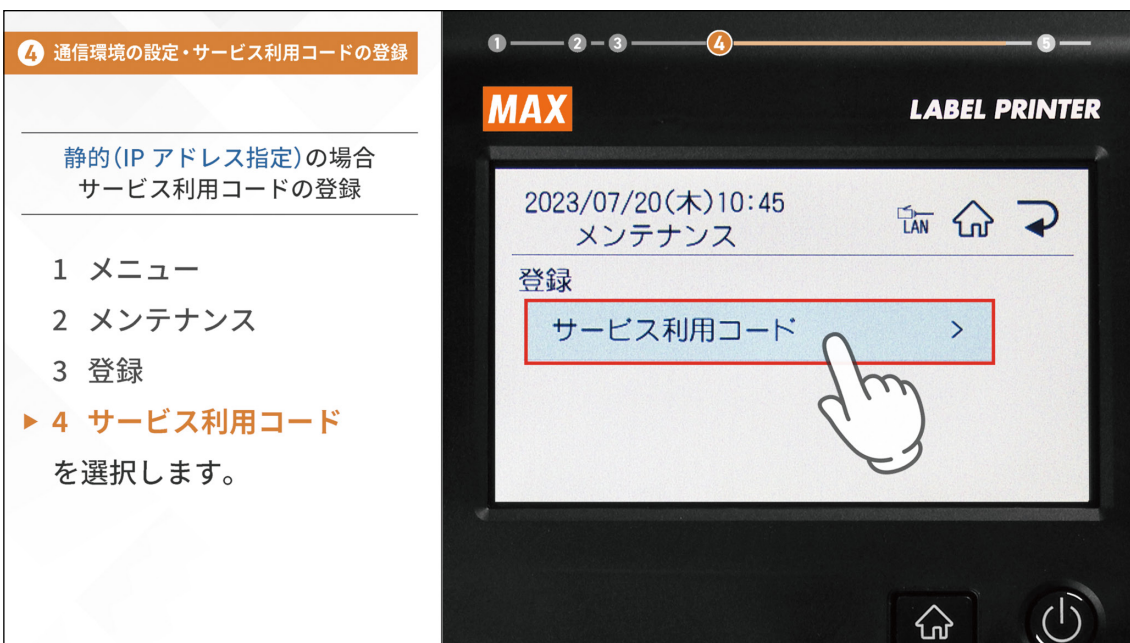 4 通信環境の設定・サービス利用コードの登録
静的(IP アドレス指定)の場合
サービス利用コードの登録
1 メニュー
2 メンテナンス
3 登録
▶ 4 サービス利用コード
を選択します。
1 2 3 4 5
MAX
LABEL PRINTER
2023/07/20(木)10:45
メンテナンス
LAN
登録
サービス利用コード >